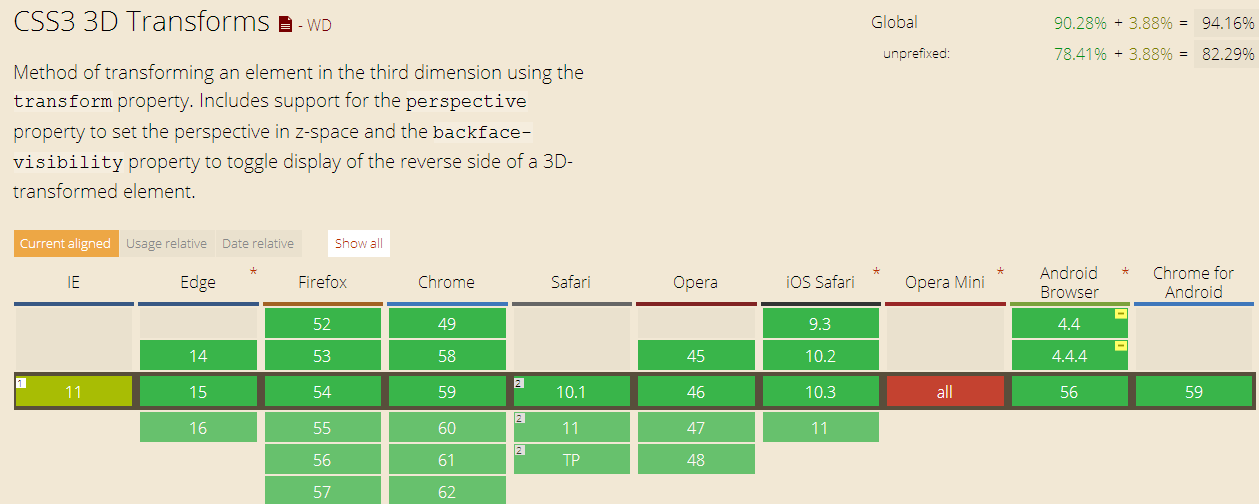 CSS3 3D Transforms - WD
Global 90.28% + 3.88% = 94.16%
unprefixed: 78.41% + 3.88% = 82.29%
Method of transforming an element in the third dimension using the
transform property. Includes support for the perspective
property to set the perspective in z-space and the backface-
visibility property to toggle display of the reverse side of a 3D-
transformed element.
Current aligned Usage relative Date relative Show all
IE Edge * Firefox Chrome Safari Opera iOS Safari * Opera Mini * Android Browser * Chrome for Android
52 49 9.3 4.4 -
14 53 58 45 10.2 4.4.4 -
1 11 15 54 59 2 10.1 46 10.3 all 56 59
16 55 60 2 11 47 11
56 61 2 TP 48
57 62